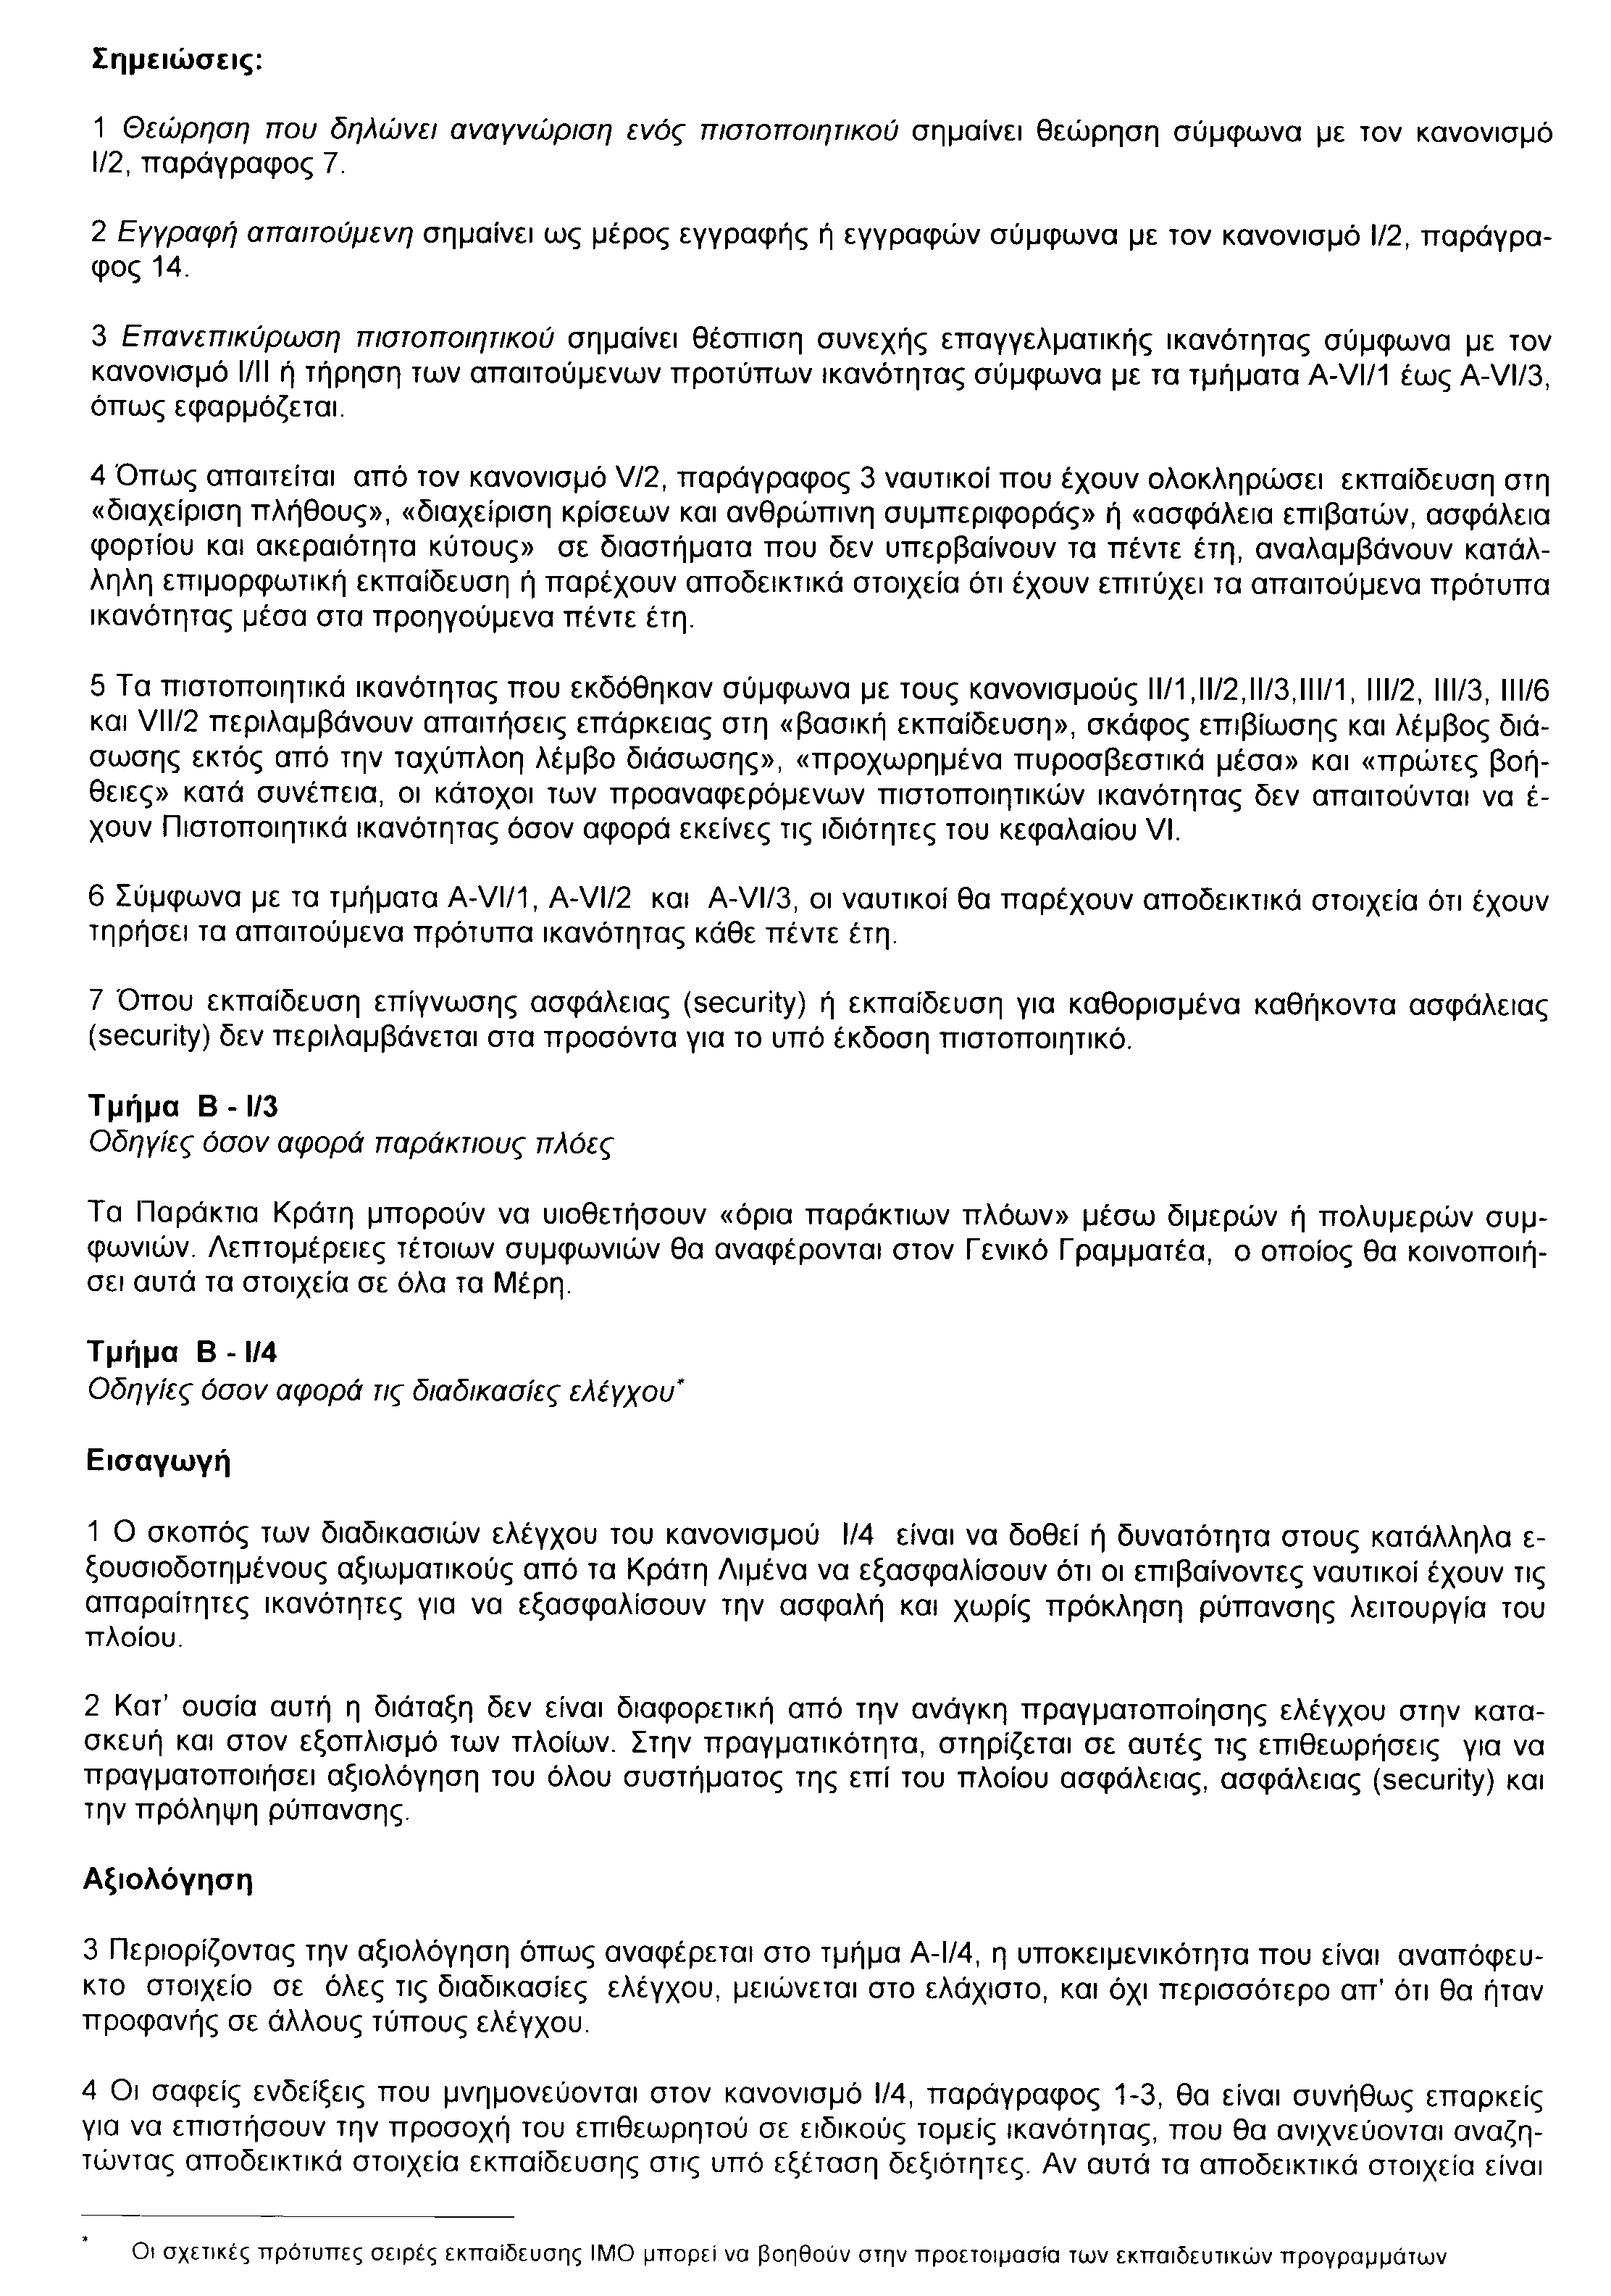 Σημειώσεις:
1 Θεώρηση που δηλώνει αναγνώριση ενός πιστοποιητικού σημαίνει θεώρηση σύμφωνα με τον κανονισμό
I/2, παράγραφος 7.
2 Εγγραφή απαιτούμενη σημαίνει ως μέρος εγγραφής ή εγγραφών σύμφωνα με τον κανονισμό I/2, παράγρα-
φος 14.
3 Επανεπικύρωση πιστοποιητικού σημαίνει θέσπιση συνεχής επαγγελματικής ικανότητας σύμφωνα με τον
κανονισμό I/II ή τήρηση των απαιτούμενων προτύπων ικανότητας σύμφωνα με τα τμήματα A-VI/1 έως A-VI/3,
όπως εφαρμόζεται.
4 Όπως απαιτείται από τον κανονισμό V/2, παράγραφος 3 ναυτικοί που έχουν ολοκληρώσει εκπαίδευση στη
«διαχείριση πλήθους», «διαχείριση κρίσεων και ανθρώπινη συμπεριφοράς» ή «ασφάλεια επιβατών, ασφάλεια
φορτίου και ακεραιότητα κύτους» σε διαστήματα που δεν υπερβαίνουν τα πέντε έτη, αναλαμβάνουν κατάλ-
ληλη επιμορφωτική εκπαίδευση ή παρέχουν αποδεικτικά στοιχεία ότι έχουν επιτύχει τα απαιτούμενα πρότυπα
ικανότητας μέσα στα προηγούμενα πέντε έτη.
5 Τα πιστοποιητικά ικανότητας που εκδόθηκαν σύμφωνα με τους κανονισμούς II/1,II/2,II/3,III/1, III/2, III/3, III/6
και VII/2 περιλαμβάνουν απαιτήσεις επάρκειας στη «βασική εκπαίδευση», σκάφος επιβίωσης και λέμβος διά-
σωσης εκτός από την ταχύπλοη λέμβο διάσωσης», «προχωρημένα πυροσβεστικά μέσα» και «πρώτες βοή-
θειες» κατά συνέπεια, οι κάτοχοι των προαναφερόμενων πιστοποιητικών ικανότητας δεν απαιτούνται να έ-
χουν Πιστοποιητικά ικανότητας όσον αφορά εκείνες τις ιδιότητες του κεφαλαίου VI.
6 Σύμφωνα με τα τμήματα A-VI/1, A-VI/2 και A-VI/3, οι ναυτικοί θα παρέχουν αποδεικτικά στοιχεία ότι έχουν
τηρήσει τα απαιτούμενα πρότυπα ικανότητας κάθε πέντε έτη.
7 Όπου εκπαίδευση επίγνωσης ασφάλειας (security) ή εκπαίδευση για καθορισμένα καθήκοντα ασφάλειας
(security) δεν περιλαμβάνεται στα προσόντα για το υπό έκδοση πιστοποιητικό.
Τμήμα B - I/3
Οδηγίες όσον αφορά παράκτιους πλόες
Τα Παράκτια Κράτη μπορούν να υιοθετήσουν «όρια παράκτιων πλόων» μέσω διμερών ή πολυμερών συμ-
φωνιών. Λεπτομέρειες τέτοιων συμφωνιών θα αναφέρονται στον Γενικό Γραμματέα, ο οποίος θα κοινοποιή-
σει αυτά τα στοιχεία σε όλα τα Μέρη.
Τμήμα B - I/4
Οδηγίες όσον αφορά τις διαδικασίες ελέγχου*
Εισαγωγή
1 Ο σκοπός των διαδικασιών ελέγχου του κανονισμού I/4 είναι να δοθεί ή δυνατότητα στους κατάλληλα ε-
ξουσιοδοτημένους αξιωματικούς από τα Κράτη Λιμένα να εξασφαλίσουν ότι οι επιβαίνοντες ναυτικοί έχουν τις
απαραίτητες ικανότητες για να εξασφαλίσουν την ασφαλή και χωρίς πρόκληση ρύπανσης λειτουργία του
πλοίου.
2 Κατ' ουσία αυτή η διάταξη δεν είναι διαφορετική από την ανάγκη πραγματοποίησης ελέγχου στην κατα-
σκευή και στον εξοπλισμό των πλοίων. Στην πραγματικότητα, στηρίζεται σε αυτές τις επιθεωρήσεις για να
πραγματοποιήσει αξιολόγηση του όλου συστήματος της επί του πλοίου ασφάλειας, ασφάλειας (security) και
την πρόληψη ρύπανσης.
Αξιολόγηση
3 Περιορίζοντας την αξιολόγηση όπως αναφέρεται στο τμήμα A-I/4, η υποκειμενικότητα που είναι αναπόφευ-
κτο στοιχείο σε όλες τις διαδικασίες ελέγχου, μειώνεται στο ελάχιστο, και όχι περισσότερο απ' ότι θα ήταν
προφανής σε άλλους τύπους ελέγχου.
4 Οι σαφείς ενδείξεις που μνημονεύονται στον κανονισμό I/4, παράγραφος 1-3, θα είναι συνήθως επαρκείς
για να επιστήσουν την προσοχή του επιθεωρητού σε ειδικούς τομείς ικανότητας, που θα ανιχνεύονται αναζη-
τώντας αποδεικτικά στοιχεία εκπαίδευσης στις υπό εξέταση δεξιότητες. Αν αυτά τα αποδεικτικά στοιχεία είναι
* Οι σχετικές πρότυπες σειρές εκπαίδευσης IMO μπορεί να βοηθούν στην προετοιμασία των εκπαιδευτικών προγραμμάτων